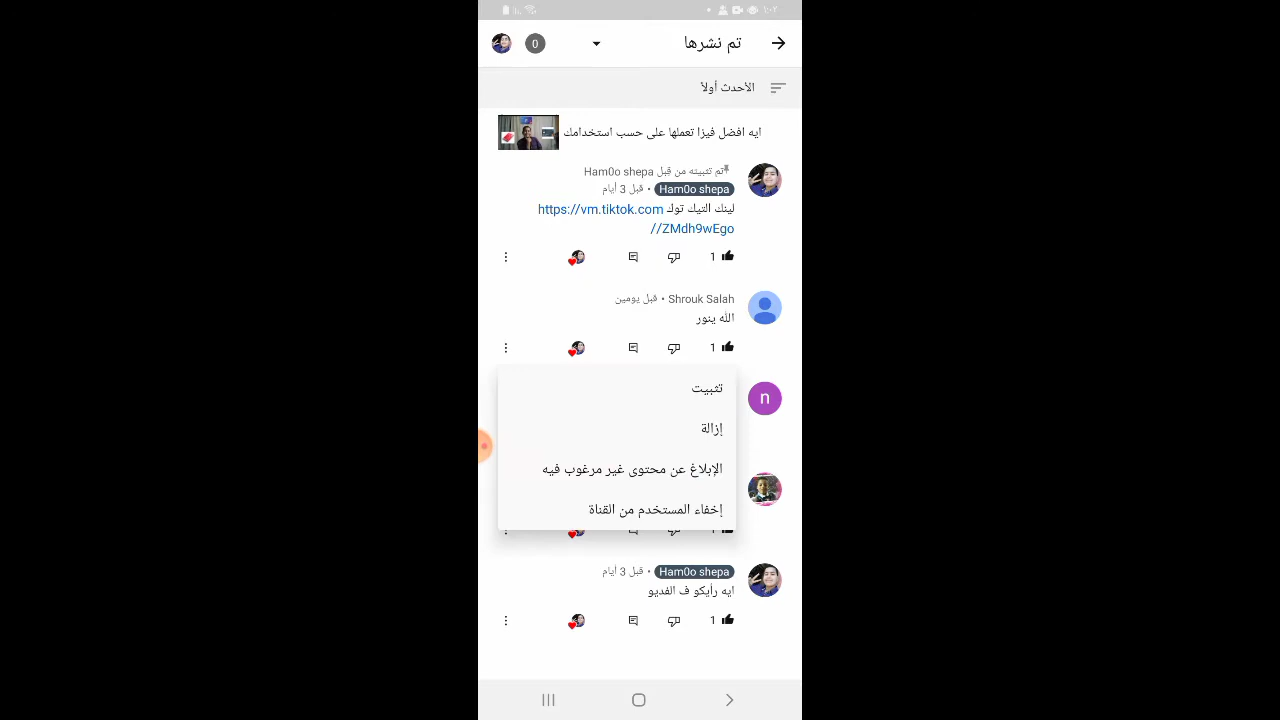 ١:٠٢
تم نشرها
0
الأحدث أولاً
ايه افضل فيزا تعملها على حسب استخدامك
تم تثبيته من قِبل Ham0o shepa
Ham0o shepa • قبل 3 أيام
لينك التيك توك https://vm.tiktok.com
/ZMdh9wEgo/
1
Shrouk Salah • قبل يومين
الله ينور
1
n
تثبيت
إزالة
الإبلاغ عن محتوى غير مرغوب فيه
إخفاء المستخدم من القناة
Ham0o shepa • قبل 3 أيام
ايه رأيكو ف الفديو
1